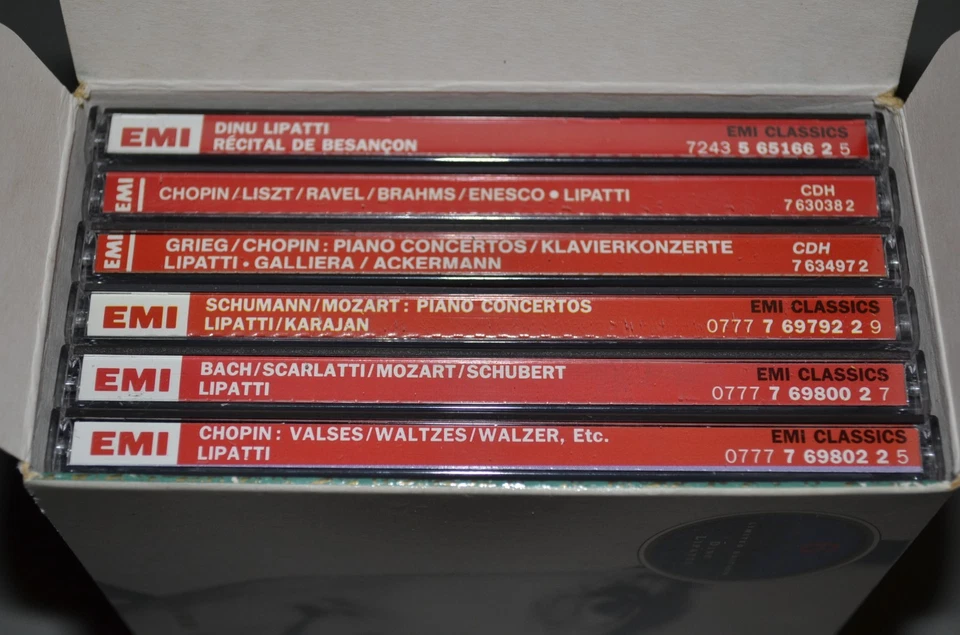 EMI
DINU LIPATTI
RÉCITAL DE BESANÇON
EMI CLASSICS
7243 5 65166 2 5
EMI
CHOPIN/LISZT/RAVEL/BRAHMS/ENESCO • LIPATTI
CDH
7 63038 2
EMI
GRIEG/CHOPIN: PIANO CONCERTOS/KLAVIERKONZERTE
LIPATTI • GALLIERA/ACKERMANN
CDH
7 63497 2
EMI
SCHUMANN/MOZART: PIANO CONCERTOS
LIPATTI/KARAJAN
EMI CLASSICS
0777 7 69792 2 9
EMI
BACH/SCARLATTI/MOZART/SCHUBERT
LIPATTI
EMI CLASSICS
0777 7 69800 2 7
EMI
CHOPIN: VALSES/WALTZES/WALZER, Etc.
LIPATTI
EMI CLASSICS
0777 7 69802 2 5